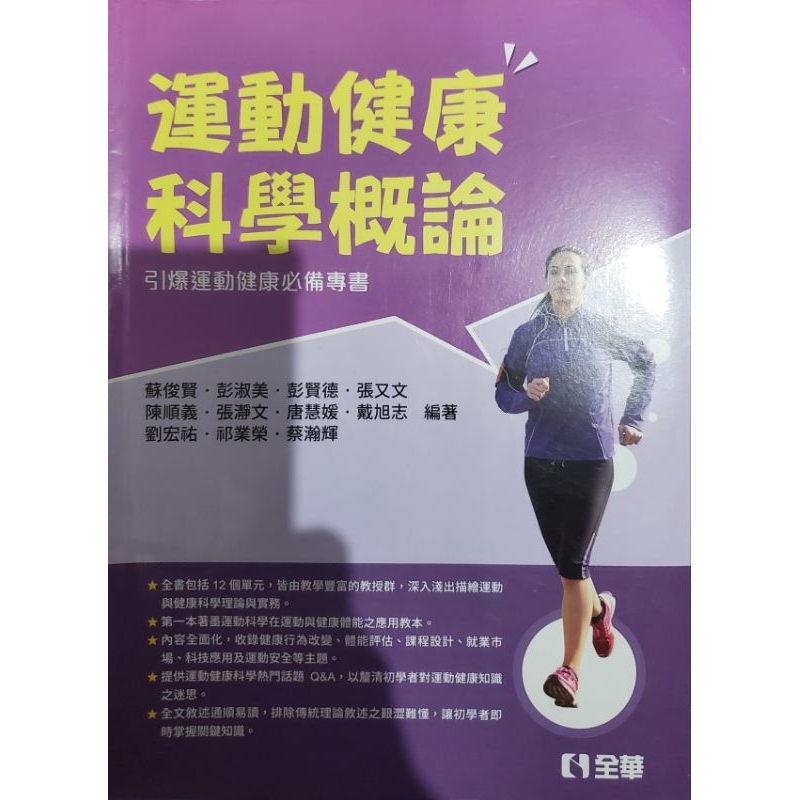 運動健康
科學概論
引爆運動健康必備專書
蘇俊賢・彭淑美・彭賢德・張又文
陳順義・張瀞文・唐慧媛・戴旭志 編著
劉宏祐・祁業榮・蔡瀚輝
★全書包括 12 個單元，皆由教學豐富的教授群，深入淺出描繪運動
與健康科學理論與實務。
★第一本著墨運動科學在運動與健康體能之應用教本。
★內容全面化，收錄健康行為改變、體能評估、課程設計、就業市
場、科技應用及運動安全等主題。
★提供運動健康科學熱門話題 Q&A，以釐清初學者對運動健康知識
之迷思。
★全文敘述通順易讀，排除傳統理論敘述之艱澀難懂，讓初學者即
時掌握關鍵知識。
全華